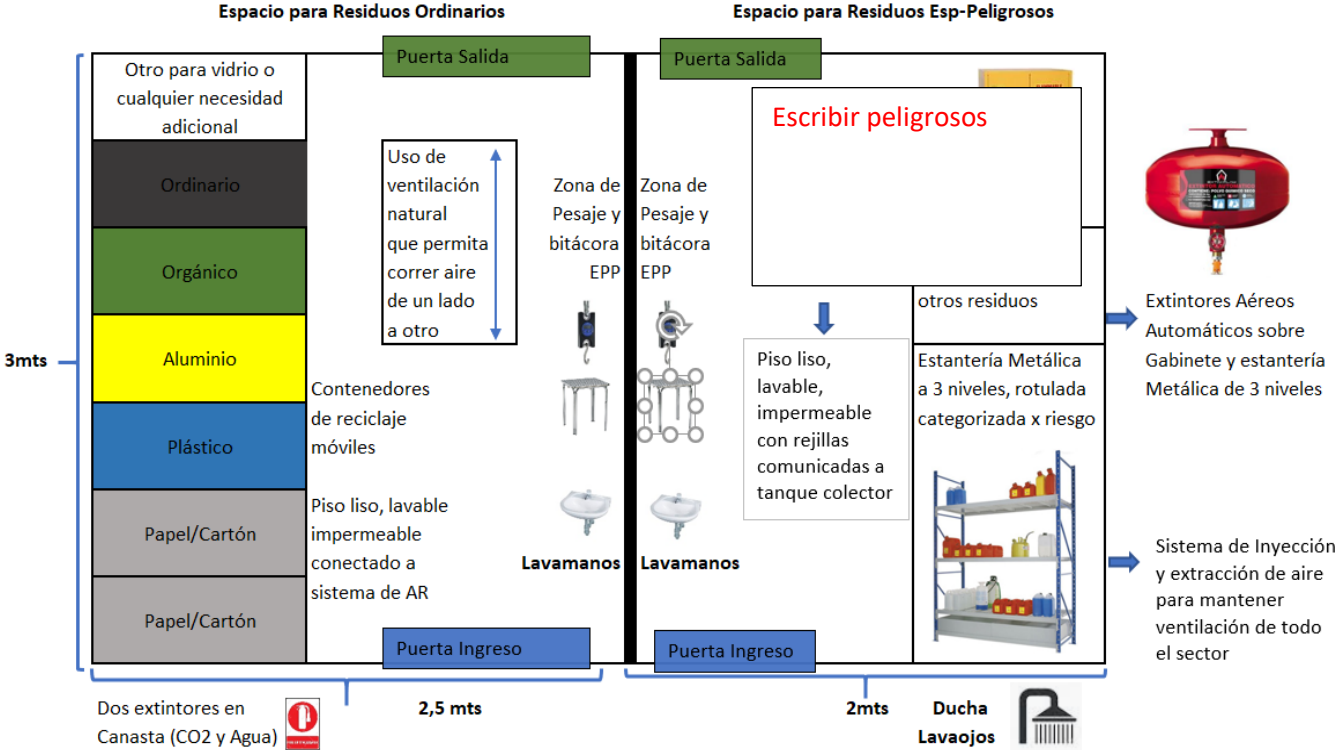 Espacio para Residuos Ordinarios
Espacio para Residuos Esp-Peligrosos
Puerta Salida
Puerta Salida
Otro para vidrio o
cualquier necesidad
adicional
Ordinario
Orgánico
Aluminio
Plástico
Papel/Cartón
Papel/Cartón
3mts
Uso de
ventilación
natural
que permita
correr aire
de un lado
a otro
Contenedores
de reciclaje
móviles
Piso liso, lavable
impermeable
conectado a
sistema de AR
Zona de
Pesaje y
bitácora
EPP
Lavamanos
Puerta Ingreso
Zona de
Pesaje y
bitácora
EPP
Lavamanos
Puerta Ingreso
Escribir peligrosos
otros residuos
Piso liso,
lavable,
impermeable
con rejillas
comunicadas a
tanque colector
Estantería Metálica
a 3 niveles, rotulada
categorizada x riesgo
Extintores Aéreos
Automáticos sobre
Gabinete y estantería
Metálica de 3 niveles
Sistema de Inyección
y extracción de aire
para mantener
ventilación de todo
el sector
Dos extintores en
Canasta (CO2 y Agua)
2,5 mts
2mts
Ducha
Lavaojos